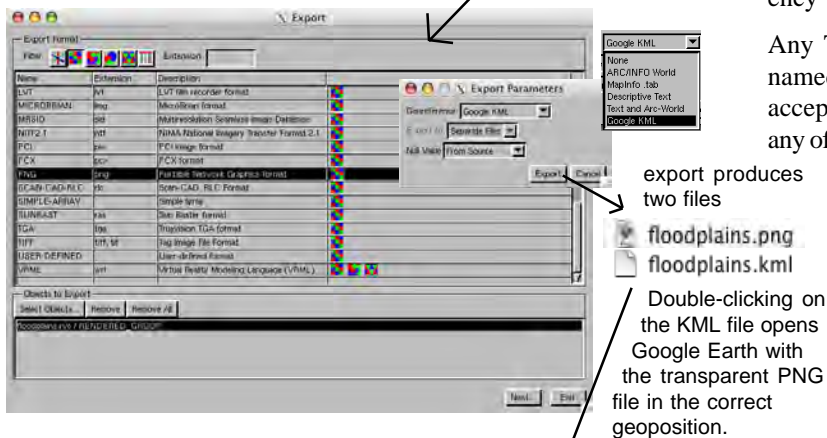 Export
Export Format
Filter Extension
Name Extension Description
LVT lvt LVT film recorder format
MICROBRIAN img MicroBrian format
MRSID sid Multiresolution Seamless Image Database
NITF2.1 ntf NIMA National Imagery Transfer Format 2.1
PCI pix PCI image format
PCX pcx PCX format
PNG png Portable Network Graphics format
SCAN-CAD-RLC rlc Scan-CAD, RLC Format
SIMPLE-ARRAY Simple array
SUNRAST ras Sun Raster format
TGA tga Truevision TGA format
TIFF tiff, tif Tag Image File Format
USER-DEFINED User-defined format
VRML wrl Virtual Reality Modeling Language (VRML)
Objects to Export
Select Objects... Remove Remove All
floodplains.rvc / RENDERED_GROUP
Next... Exit
Export Parameters
Georeference Google KML
Export to Separate Files
Null Value From Source
Export Cancel
Google KML
None
ARC/INFO World
MapInfo .tab
Descriptive Text
Text and Arc-World
Google KML
Any
named
accep
any of
export produces
two files
floodplains.png
floodplains.kml
Double-clicking on
the KML file opens
Google Earth with
the transparent PNG
file in the correct
geoposition.